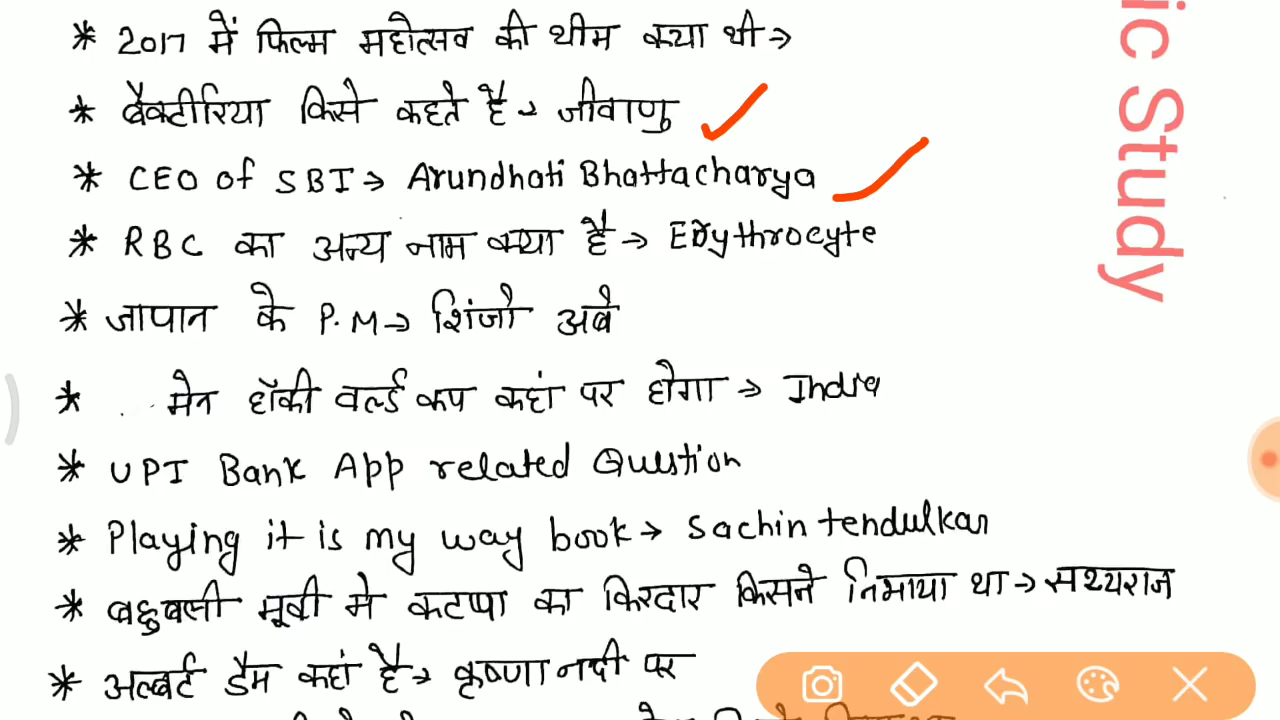 * 2017 में फिल्म महोत्सव की थीम क्या थी →
* बैक्टीरिया किसे कहते है → जीवाणु
* CEO of SBI → Arundhati Bhattacharya
* RBC का अन्य नाम क्या है → Erythrocyte
* जापान के P.M → शिंजो अबे
* मेन हॉकी वर्ल्ड कप कहां पर होगा → India
* UPI Bank App related Question
* Playing it is my way book → Sachin tendulkar
* बहुबली मूवी मे कटप्पा का किरदार किसने निभाया था → सथ्यराज
* अल्बर्ट डैम कहां है → कृष्णा नदी पर
ic Study